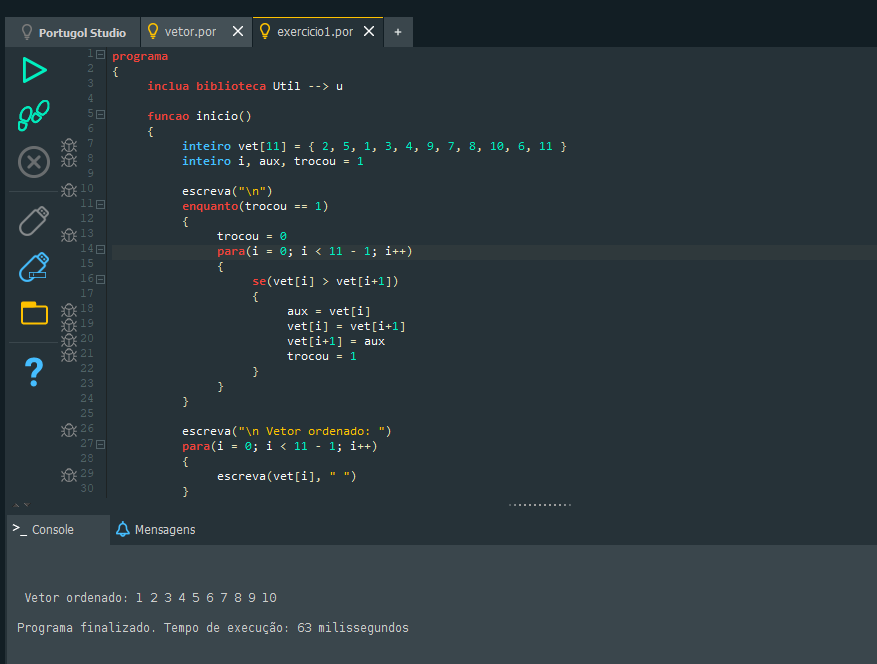 Portugol Studio vetor.por exercicio1.por +
1 programa
2 {
3 inclua biblioteca Util --> u
4
5 funcao inicio()
6 {
7 inteiro vet[11] = { 2, 5, 1, 3, 4, 9, 7, 8, 10, 6, 11 }
8 inteiro i, aux, trocou = 1
9
10 escreva("\n")
11 enquanto(trocou == 1)
12 {
13 trocou = 0
14 para(i = 0; i < 11 - 1; i++)
15 {
16 se(vet[i] > vet[i+1])
17 {
18 aux = vet[i]
19 vet[i] = vet[i+1]
20 vet[i+1] = aux
21 trocou = 1
22 }
23 }
24 }
25
26 escreva("\n Vetor ordenado: ")
27 para(i = 0; i < 11 - 1; i++)
28 {
29 escreva(vet[i], " ")
30 }
>_ Console Mensagens
Vetor ordenado: 1 2 3 4 5 6 7 8 9 10
Programa finalizado. Tempo de execução: 63 milissegundos